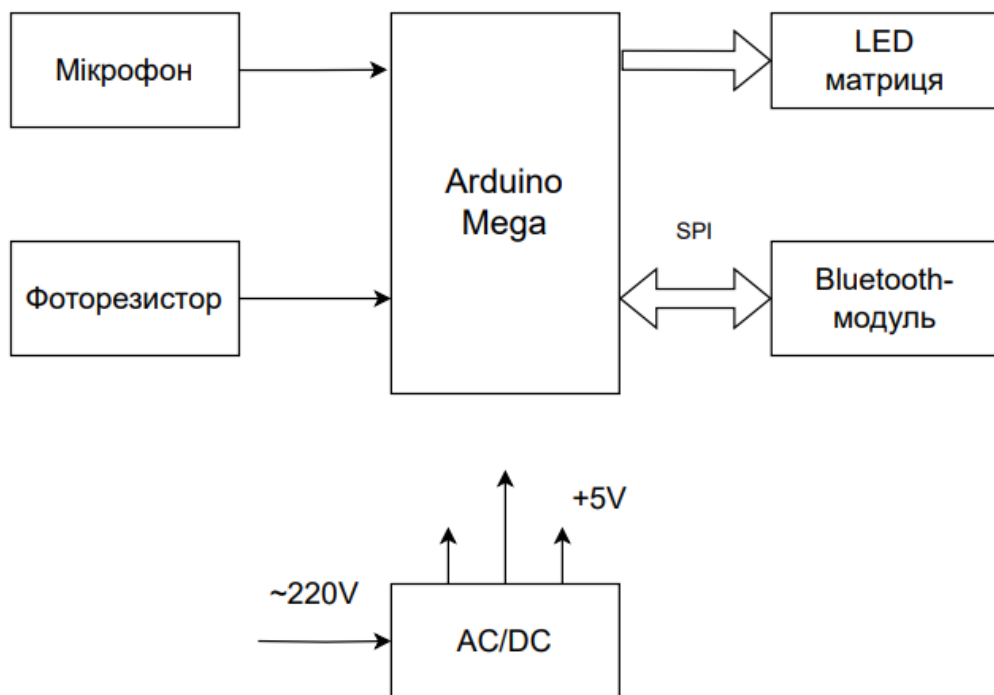 Мікрофон
Arduino
Mega
LED
матриця
Фоторезистор
SPI
Bluetooth-
модуль
+5V
~220V
AC/DC